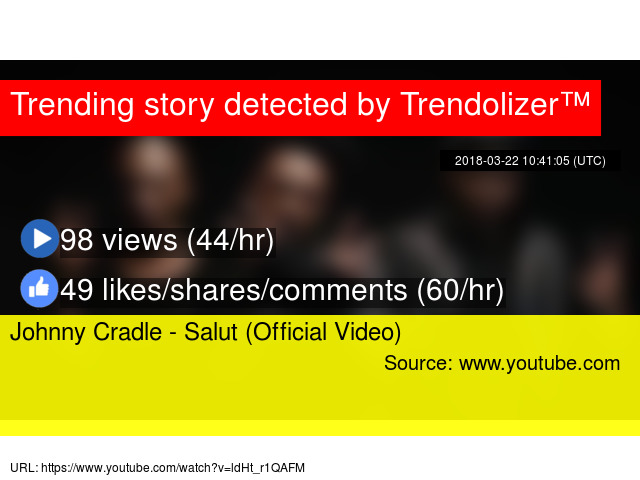 Trending story detected by Trendolizer™
2018-03-22 10:41:05 (UTC)
98 views (44/hr)
49 likes/shares/comments (60/hr)
Johnny Cradle - Salut (Official Video)
Source: www.youtube.com
URL: https://www.youtube.com/watch?v=ldHt_r1QAFM